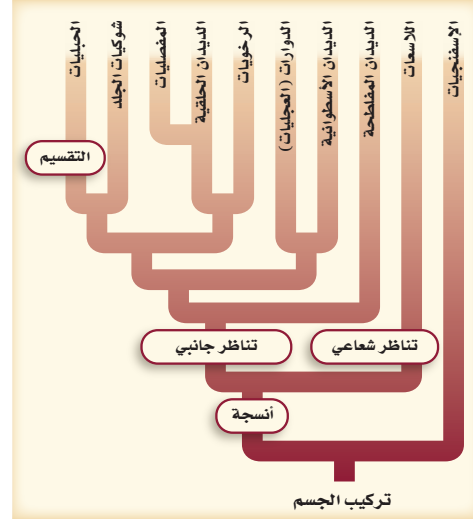 الإسفنجيات
اللاسعات
الديدان المفلطحة
الديدان الأسطوانية
الدوارات (العجليات)
الرخويات
الديدان الحلقية
المفصليات
شوكيات الجلد
الحبليات
التقسيم
تناظر شعاعي
تناظر جانبي
أنسجة
تركيب الجسم